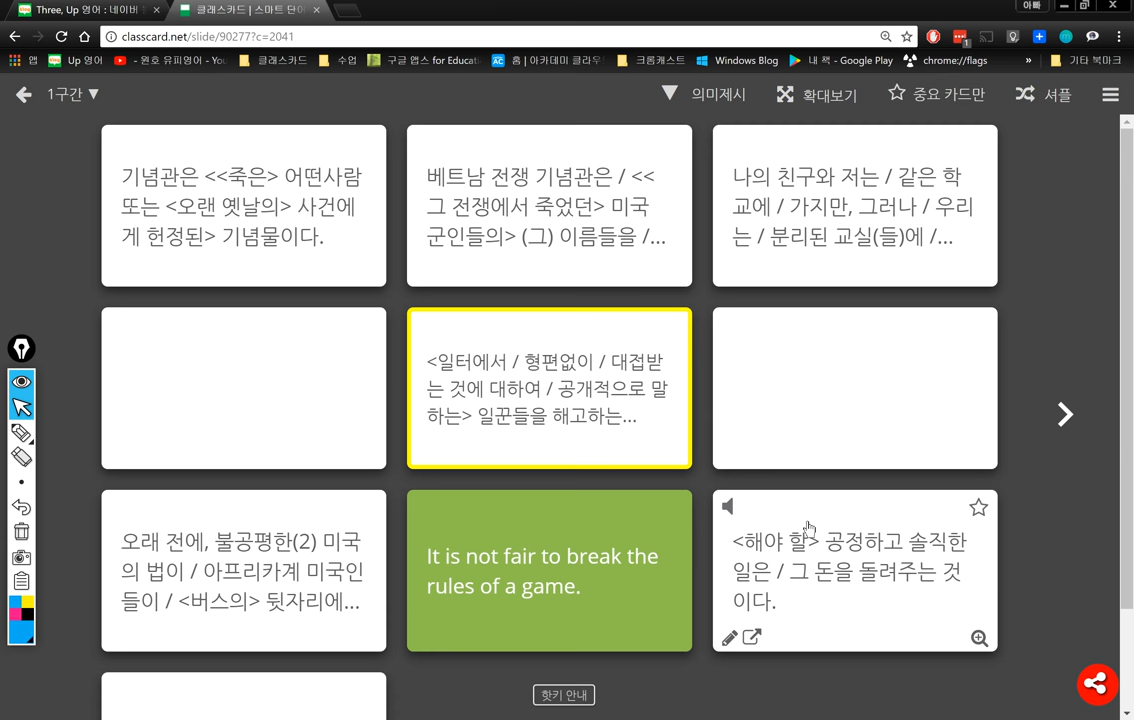 Three, Up 영어 : 네이버
클래스카드 | 스마트 단어
아빠
classcard.net/slide/90277?c=2041
앱
Up 영어
- 원호 유피영어 - You
클래스카드
수업
구글 앱스 for Educati
홈 | 아카데미 클라우
크롬캐스트
Windows Blog
내 책 - Google Play
chrome://flags
»
기타 북마크
1구간 ▼
의미제시
확대보기
중요 카드만
셔플
기념관은 <<죽은> 어떤사람
또는 <오랜 옛날의> 사건에
게 헌정된> 기념물이다.
베트남 전쟁 기념관은 / <<
그 전쟁에서 죽었던> 미국
군인들의> (그) 이름들을 /...
나의 친구와 저는 / 같은 학
교에 / 가지만, 그러나 / 우리
는 / 분리된 교실(들)에 /...
<일터에서 / 형편없이 / 대접받
는 것에 대하여 / 공개적으로 말
하는> 일꾼들을 해고하는...
오래 전에, 불공평한(2) 미국
의 법이 / 아프리카계 미국인
들이 / <버스의> 뒷자리에...
It is not fair to break the
rules of a game.
<해야 할> 공정하고 솔직한
일은 / 그 돈을 돌려주는 것
이다.
핫키 안내